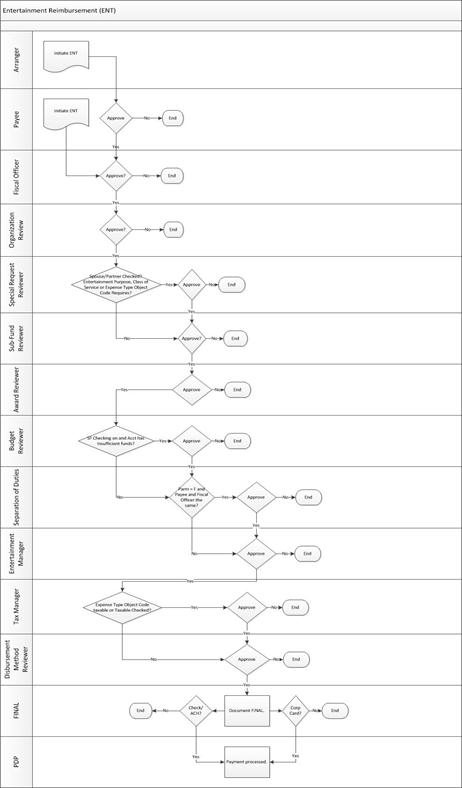 Entertainment Reimbursement (ENT)
Arranger
Initiate ENT
Payee
Initiate ENT
Approve
No
End
Yes
Fiscal Officer
Approve?
No
End
Yes
Organization
Review
Approve?
No
End
Yes
Special Request
Reviewer
Spouse/Partner Checked?
Entertainment Purpose, Class of
Service or Expense Type Object
Code Requires?
Yes
Approve
No
End
Yes
Sub-Fund
Reviewer
No
Approve?
No
End
Yes
Award Reviewer
Yes
Approve
No
End
Budget
Reviewer
SF Checking on and Acct has
insufficient funds?
Yes
Approve
No
End
Yes
Separation of Duties
No
Parm = T and
Payee and Fiscal
Officer the
same?
Yes
Approve
No
End
Yes
Entertainment
Manager
No
Approve
No
End
Yes
Tax Manager
Expense Type Object Code
taxable or Taxable Checked?
Yes
Approve
No
End
Yes
Disbursement
Method
Reviewer
No
Approve
No
End
Yes
FINAL
End
No
Check/
ACH?
Document FINAL.
Corp
Card?
No
End
Yes
Yes
PDP
Payment processed.